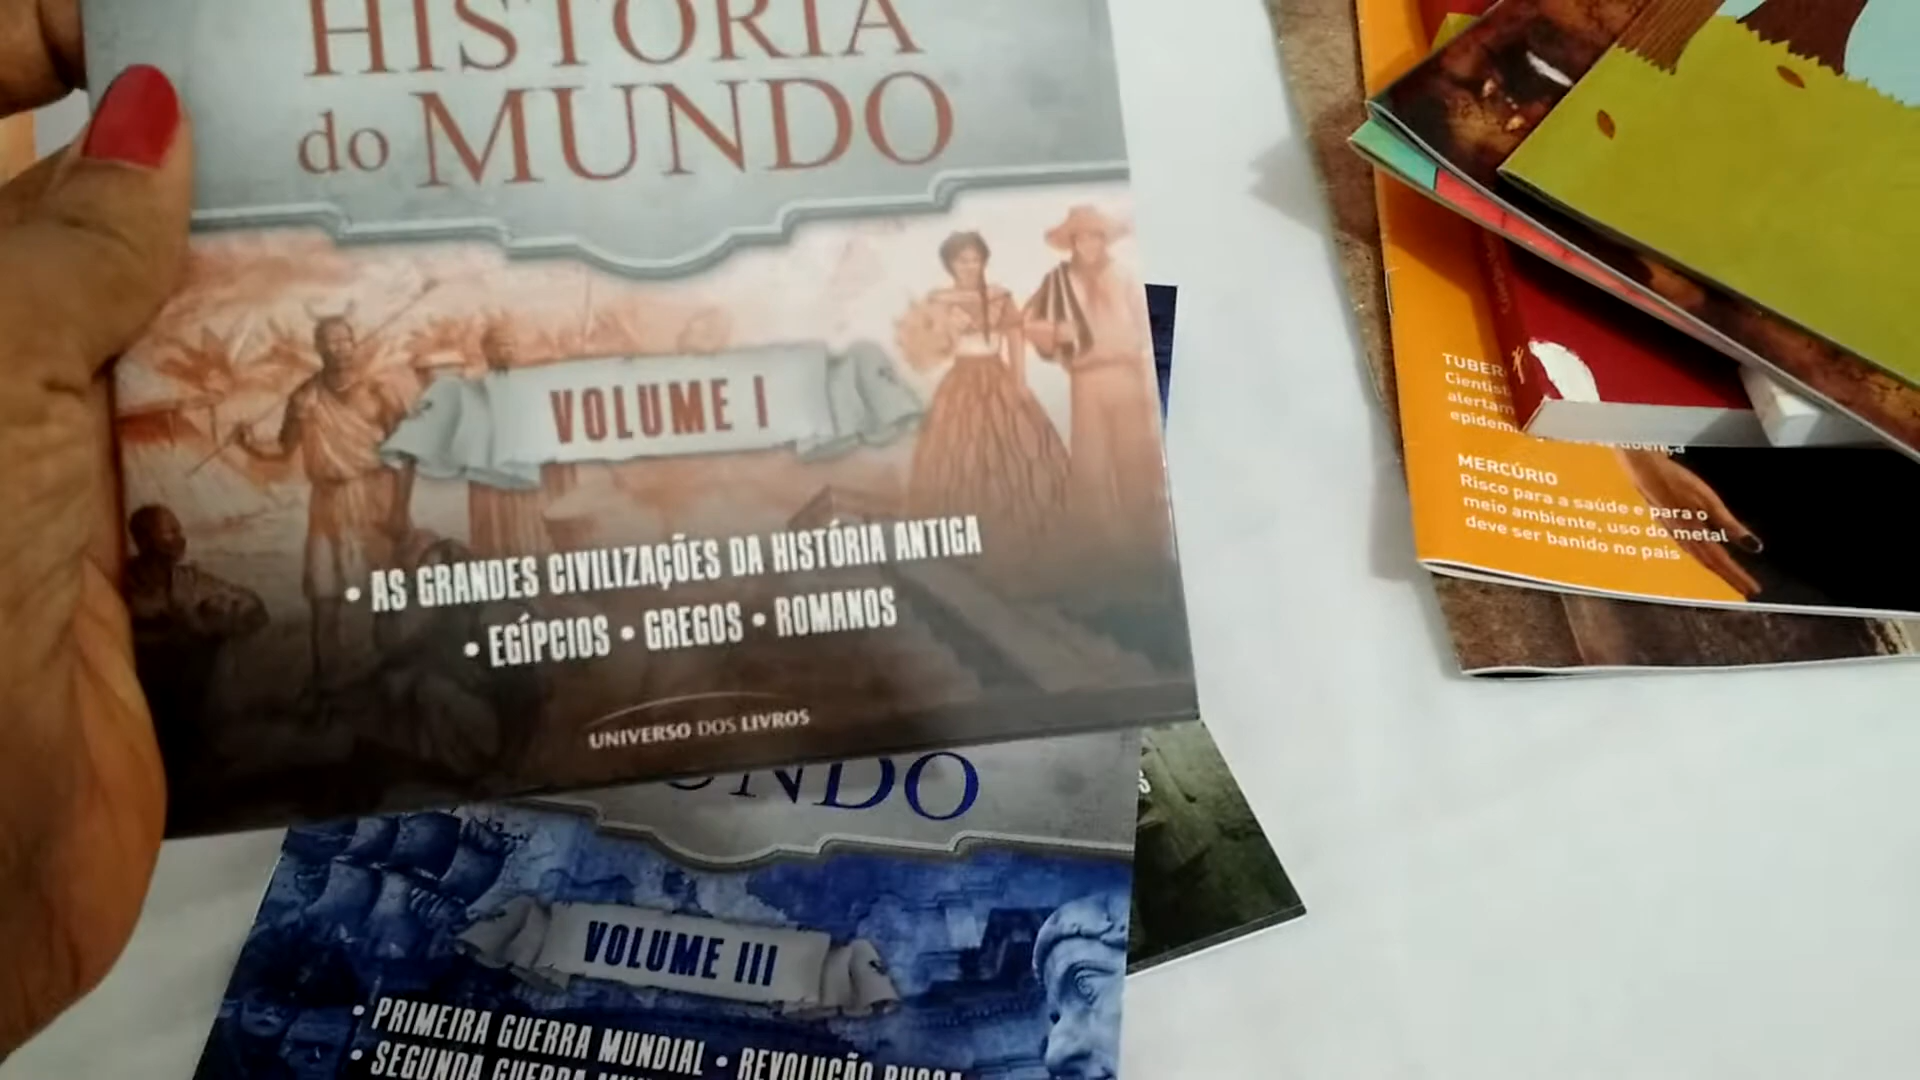 HISTÓRIA
do MUNDO
VOLUME I
• AS GRANDES CIVILIZAÇÕES DA HISTÓRIA ANTIGA
• EGÍPCIOS • GREGOS • ROMANOS
UNIVERSO DOS LIVROS
UNDO
VOLUME III
• PRIMEIRA GUERRA MUNDIAL • REVOLUÇÃO RUSSA
• SEGUNDA GUERRA
TUBER
Cientist
alertam
epidemi
doença
MERCÚRIO
Risco para a saúde e para o
meio ambiente, uso do metal
deve ser banido no país